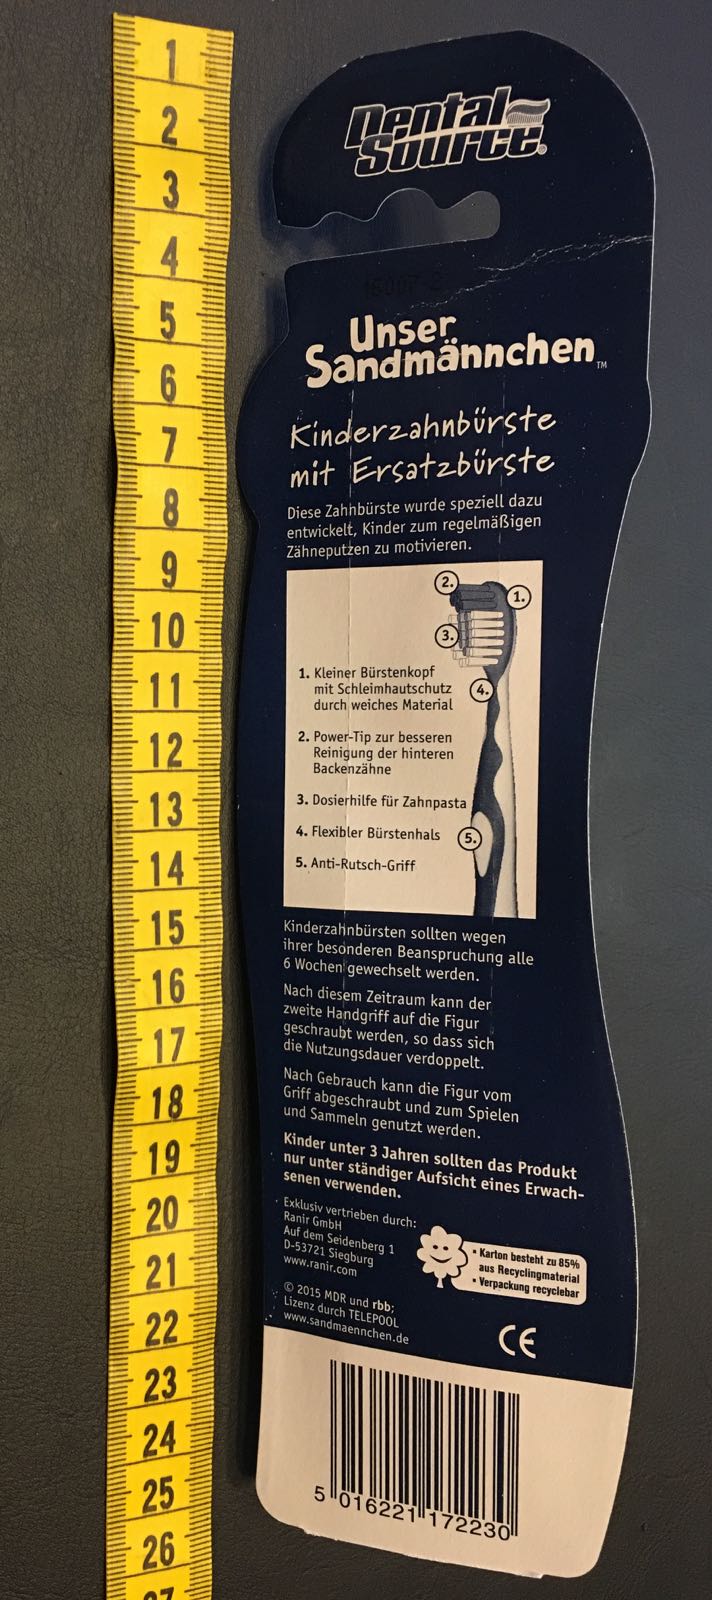 1
2
3
4
5
6
7
8
9
10
11
12
13
14
15
16
17
18
19
20
21
22
23
24
25
26
27
Dental
Source®
16007-2
Unser
Sandmännchen™
Kinderzahnbürste
mit Ersatzbürste
Diese Zahnbürste wurde speziell dazu
entwickelt, Kinder zum regelmäßigen
Zähneputzen zu motivieren.
2.
1.
3.
4.
5.
1. Kleiner Bürstenkopf
mit Schleimhautschutz
durch weiches Material
2. Power-Tip zur besseren
Reinigung der hinteren
Backenzähne
3. Dosierhilfe für Zahnpasta
4. Flexibler Bürstenhals
5. Anti-Rutsch-Griff
Kinderzahnbürsten sollten wegen
ihrer besonderen Beanspruchung alle
6 Wochen gewechselt werden.
Nach diesem Zeitraum kann der
zweite Handgriff auf die Figur
geschraubt werden, so dass sich
die Nutzungsdauer verdoppelt.
Nach Gebrauch kann die Figur vom
Griff abgeschraubt und zum Spielen
und Sammeln genutzt werden.
Kinder unter 3 Jahren sollten das Produkt
nur unter ständiger Aufsicht eines Erwach-
senen verwenden.
Exklusiv vertrieben durch:
Ranir GmbH
Auf dem Seidenberg 1
D-53721 Siegburg
www.ranir.com
• Karton besteht zu 85%
aus Recyclingmaterial
• Verpackung recyclebar
© 2015 MDR und rbb;
Lizenz durch TELEPOOL
www.sandmaennchen.de
CE
5 016221 172230